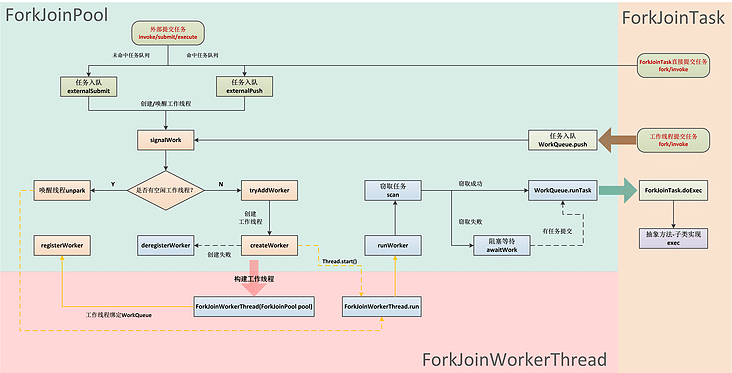 ForkJoinPool
ForkJoinTask
外部提交任务
invoke/submit/execute
未命中任务队列
命中任务队列
ForkJoinTask直接提交任务
fork/invoke
任务入队
externalSubmit
任务入队
externalPush
创建/唤醒工作线程
signalWork
任务入队
WorkQueue.push
工作线程提交任务
fork/invoke
唤醒线程unpark
Y
是否有空闲工作线程?
N
tryAddWorker
窃取任务
scan
窃取成功
WorkQueue.runTask
ForkJoinTask.doExec
创建
工作线程
窃取失败
有任务提交
registerWorker
deregisterWorker
创建失败
createWorker
runWorker
阻塞等待
awaitWork
抽象方法-子类实现
exec
Thread.start()
构建工作线程
工作线程绑定WorkQueue
ForkJoinWorkerThread(ForkJoinPool pool)
ForkJoinWorkerThread.run
ForkJoinWorkerThread